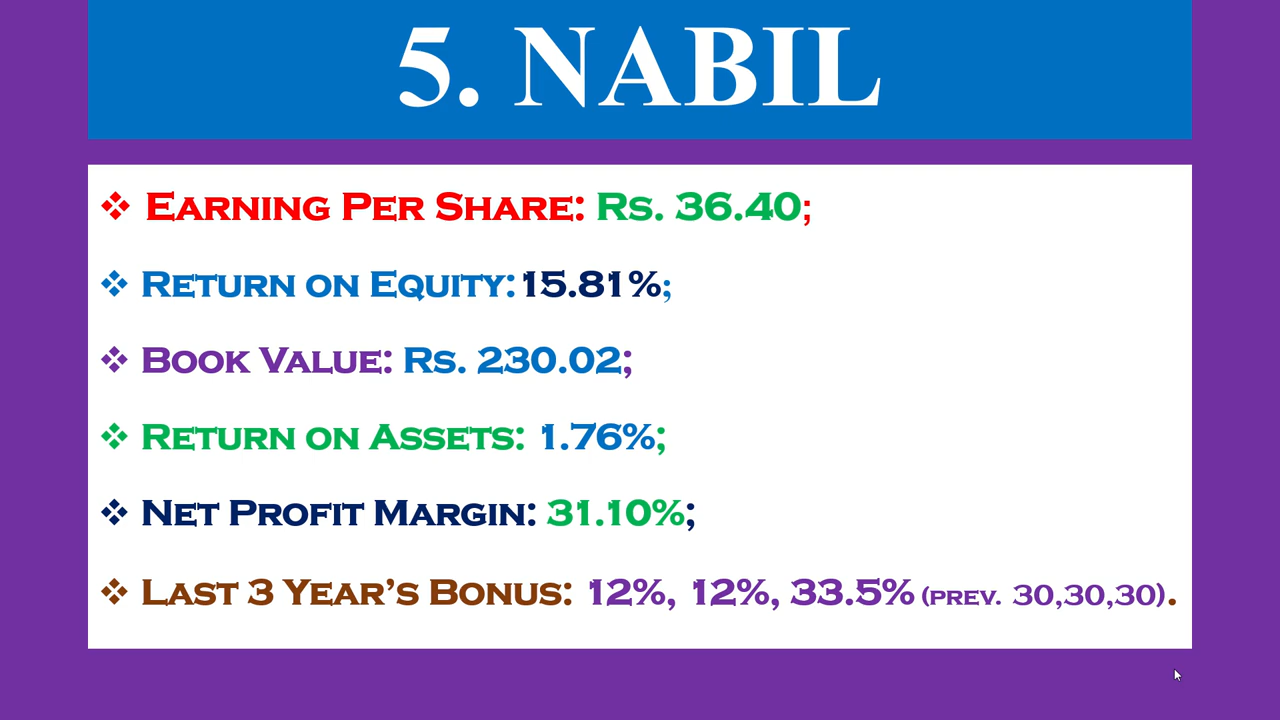 5. NABIL
❖ Earning Per Share: Rs. 36.40;
❖ Return on Equity: 15.81%;
❖ Book Value: Rs. 230.02;
❖ Return on Assets: 1.76%;
❖ Net Profit Margin: 31.10%;
❖ Last 3 Year’s Bonus: 12%, 12%, 33.5% (prev. 30,30,30).